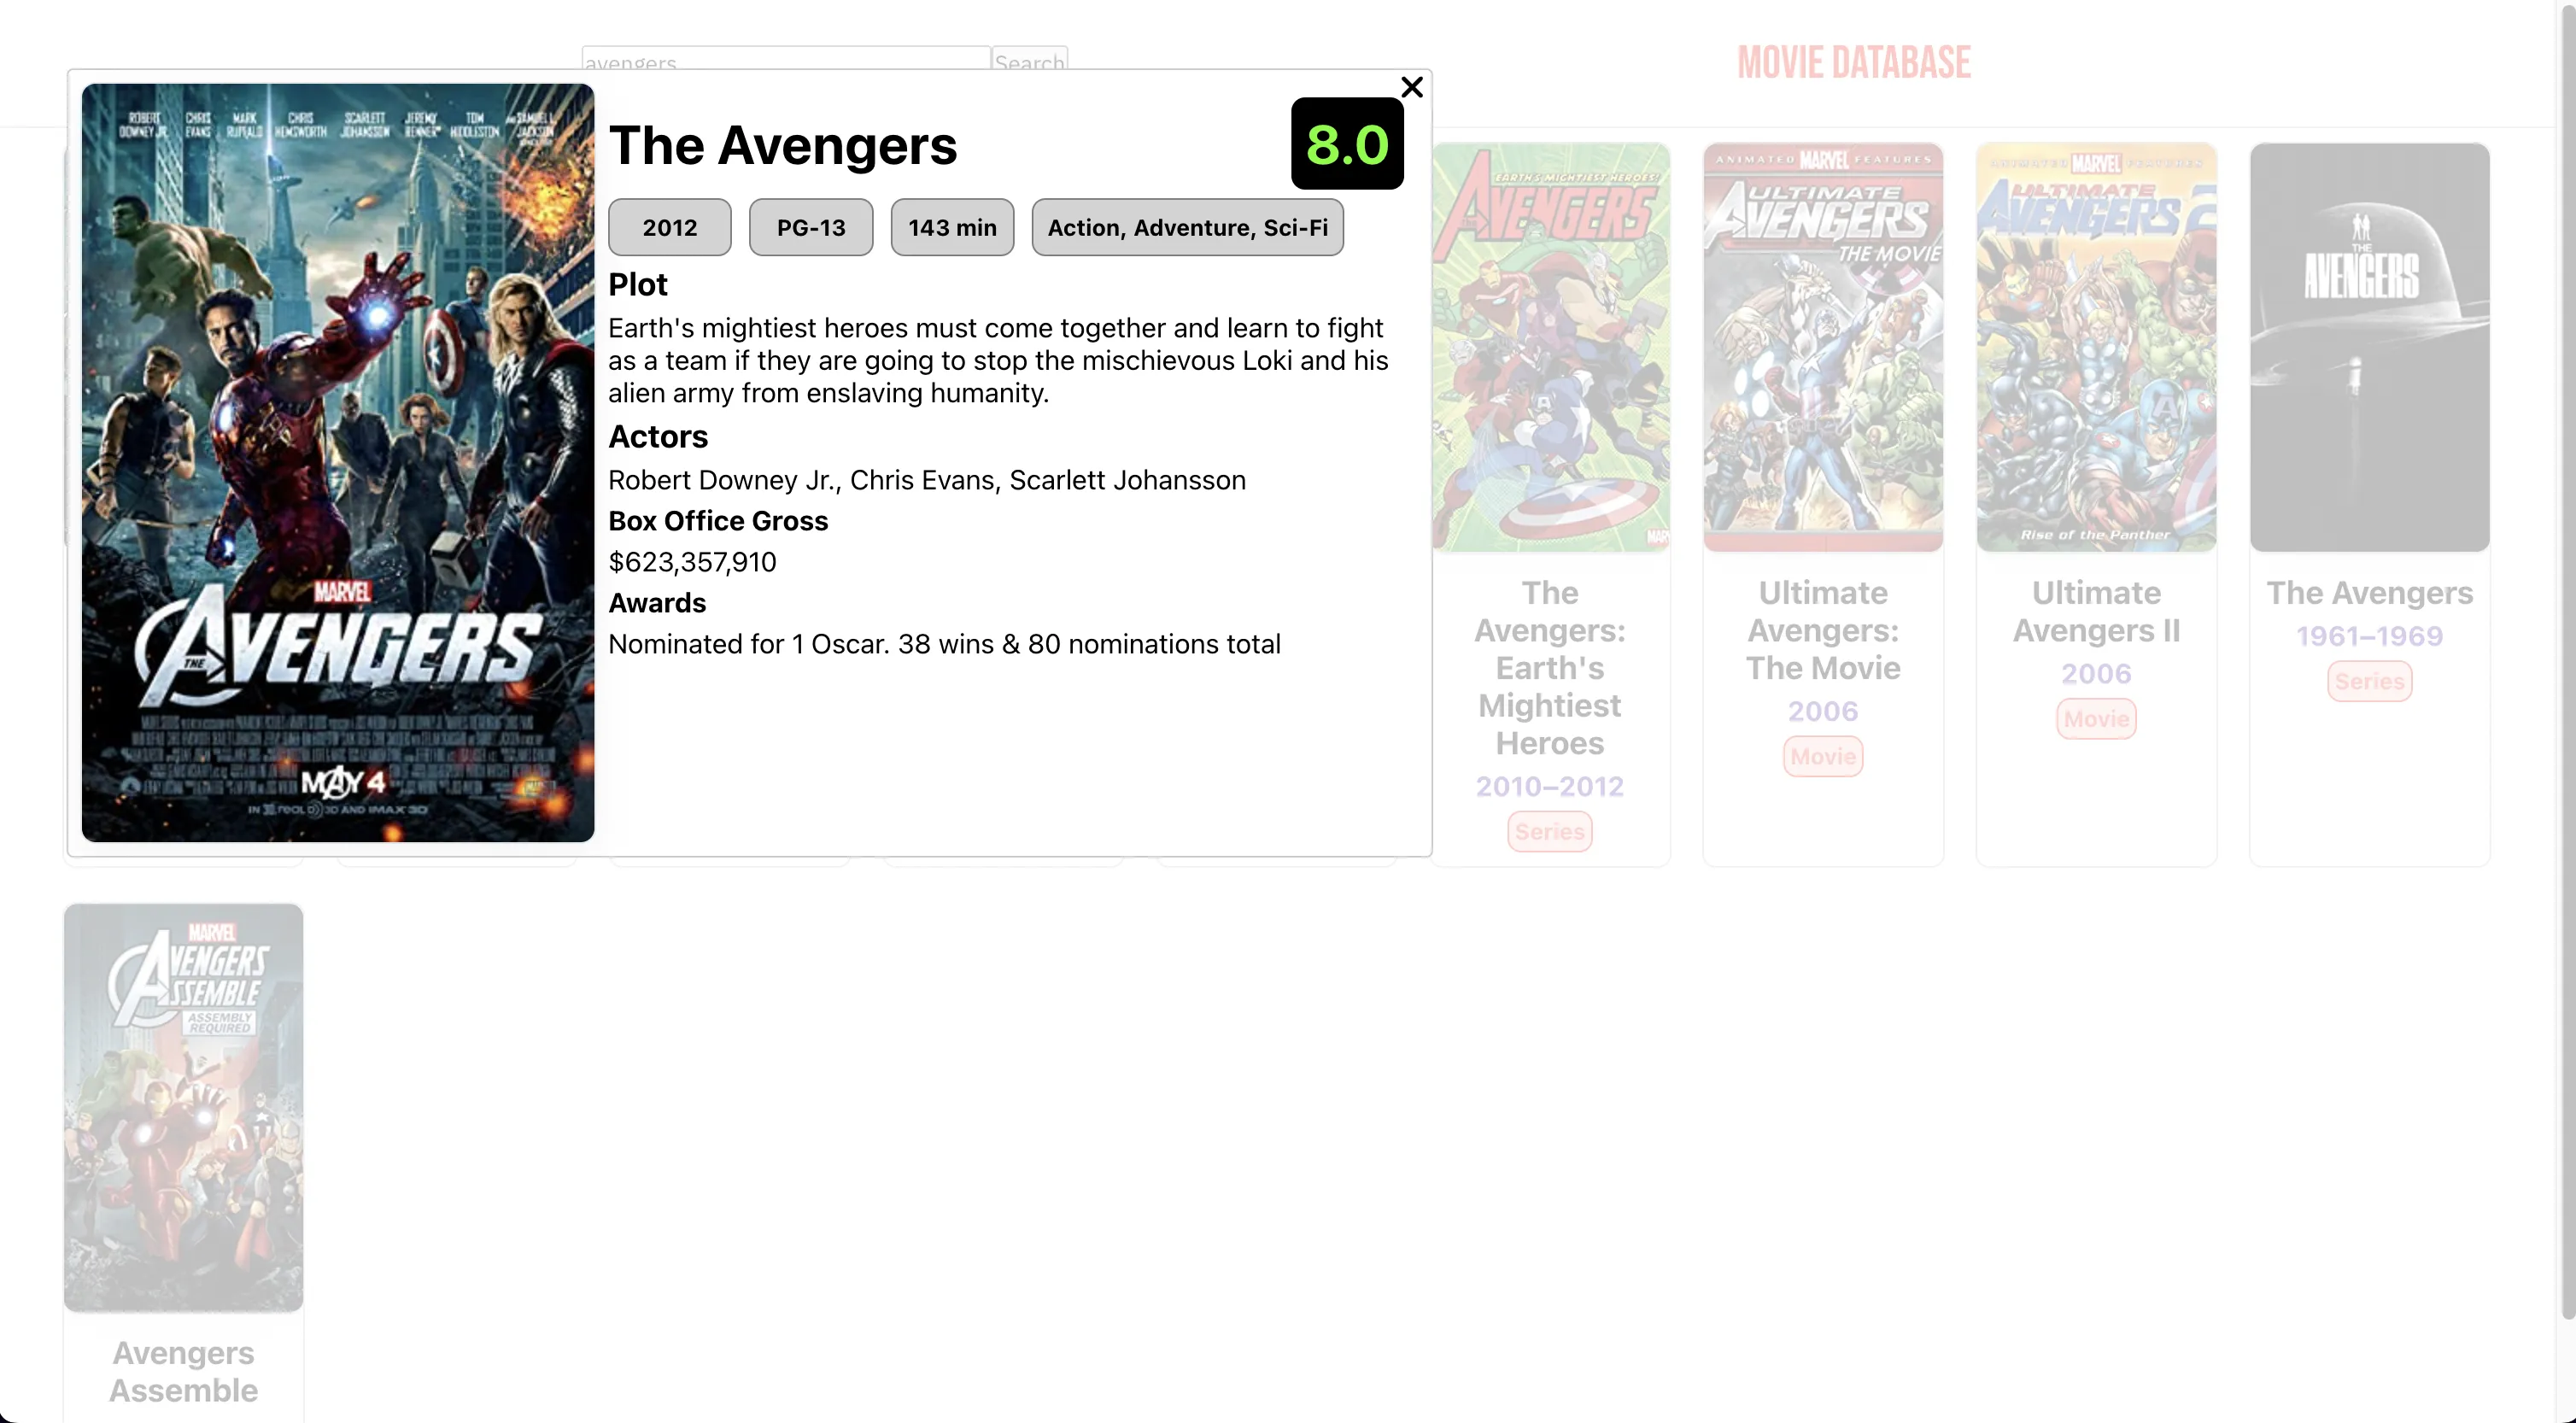 avengers
Search
MOVIE DATABASE
ROBERT DOWNEY JR. CHRIS EVANS MARK RUFFALO CHRIS HEMSWORTH SCARLETT JOHANSSON JEREMY RENNER TOM HIDDLESTON AND SAMUEL L. JACKSON
MARVEL
THE AVENGERS
MAY 4
IN REAL D 3D AND IMAX 3D
The Avengers
8.0
2012
PG-13
143 min
Action, Adventure, Sci-Fi
Plot
Earth's mightiest heroes must come together and learn to fight
as a team if they are going to stop the mischievous Loki and his
alien army from enslaving humanity.
Actors
Robert Downey Jr., Chris Evans, Scarlett Johansson
Box Office Gross
$623,357,910
Awards
Nominated for 1 Oscar. 38 wins & 80 nominations total
EARTH'S MIGHTIEST HEROES!
AVENGERS
MAR
The
Avengers:
Earth's
Mightiest
Heroes
2010–2012
Series
ANIMATED MARVEL FEATURES
ULTIMATE
AVENGERS
THE MOVIE
Ultimate
Avengers:
The Movie
2006
Movie
ANIMATED MARVEL FEATURES
ULTIMATE
AVENGERS 2
Rise of the Panther
Ultimate
Avengers II
2006
Movie
THE
AVENGERS
The Avengers
1961–1969
Series
MARVEL
AVENGERS
ASSEMBLE
ASSEMBLY
REQUIRED
Avengers
Assemble